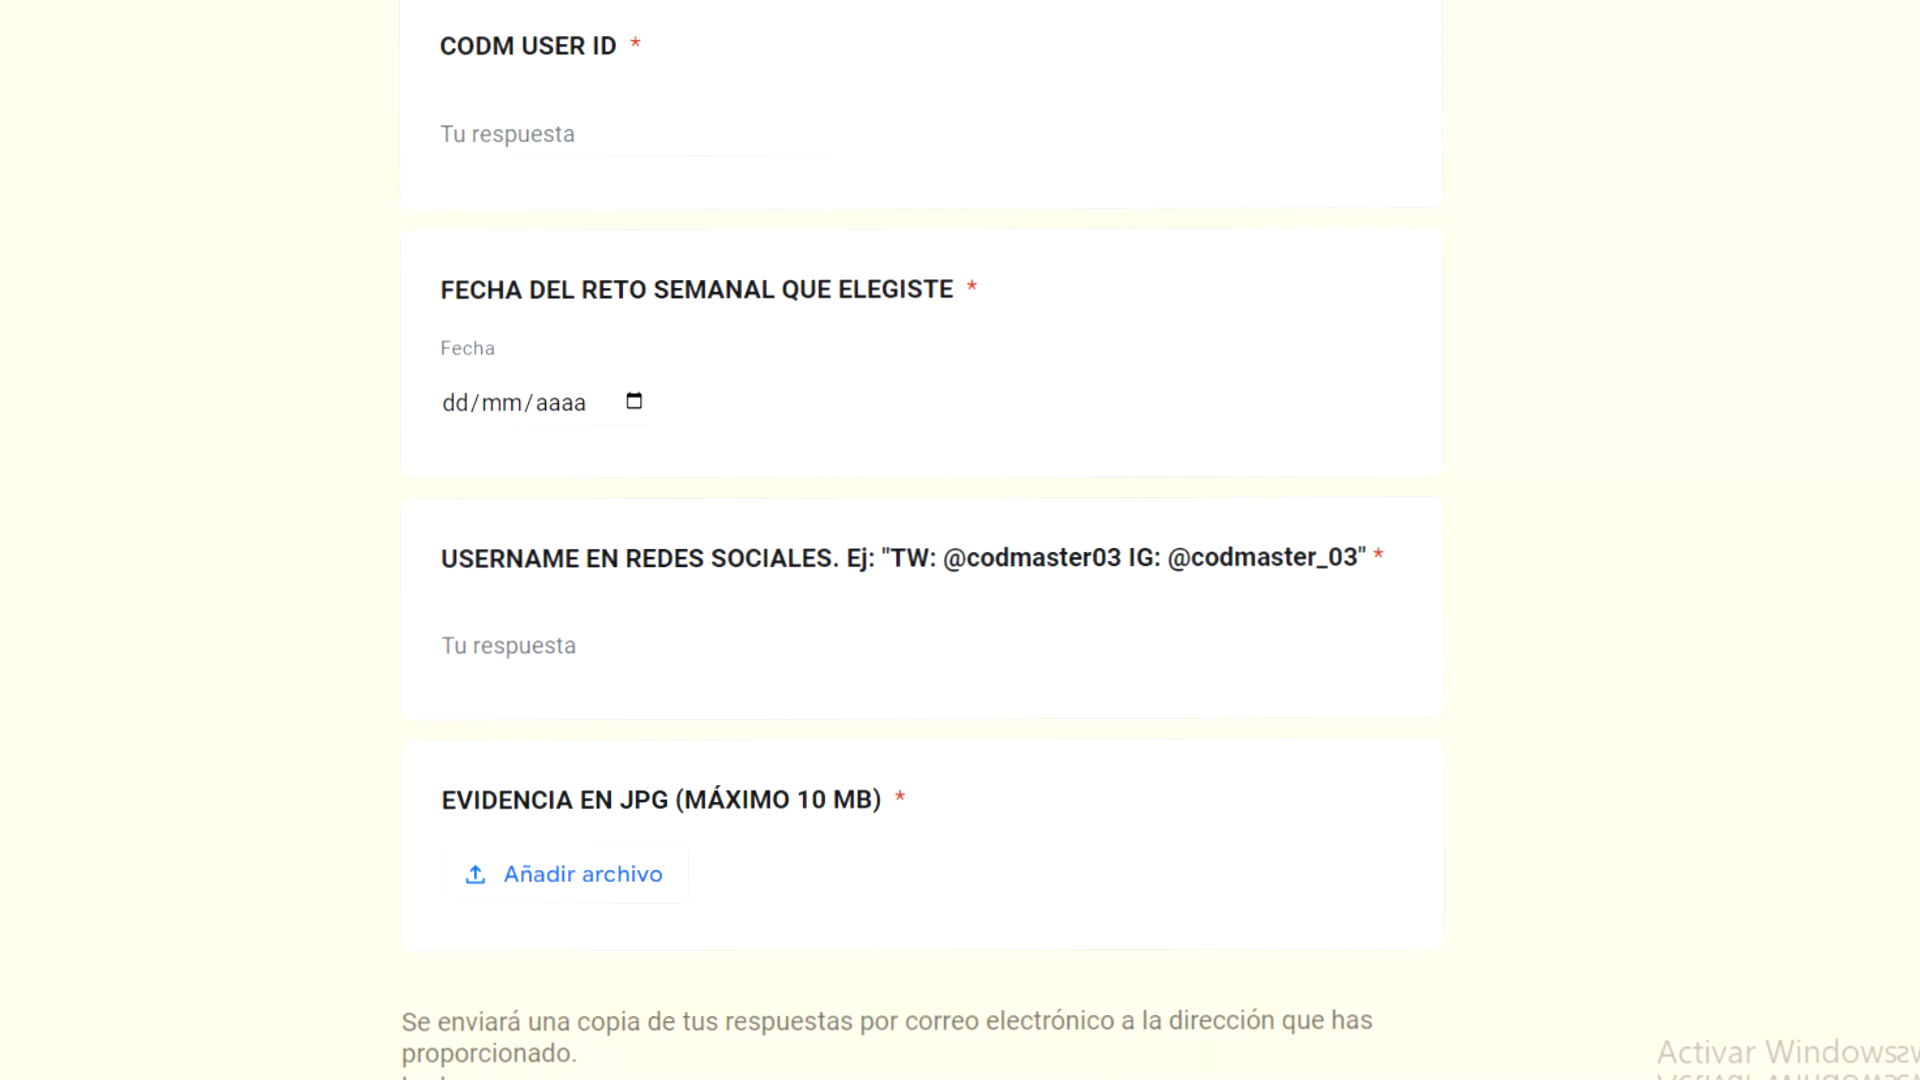 CODM USER ID *
Tu respuesta
FECHA DEL RETO SEMANAL QUE ELEGISTE *
Fecha
dd/mm/aaaa
USERNAME EN REDES SOCIALES. Ej: "TW: @codmaster03 IG: @codmaster_03" *
Tu respuesta
EVIDENCIA EN JPG (MÁXIMO 10 MB) *
Añadir archivo
Se enviará una copia de tus respuestas por correo electrónico a la dirección que has
proporcionado.
Activar Windows